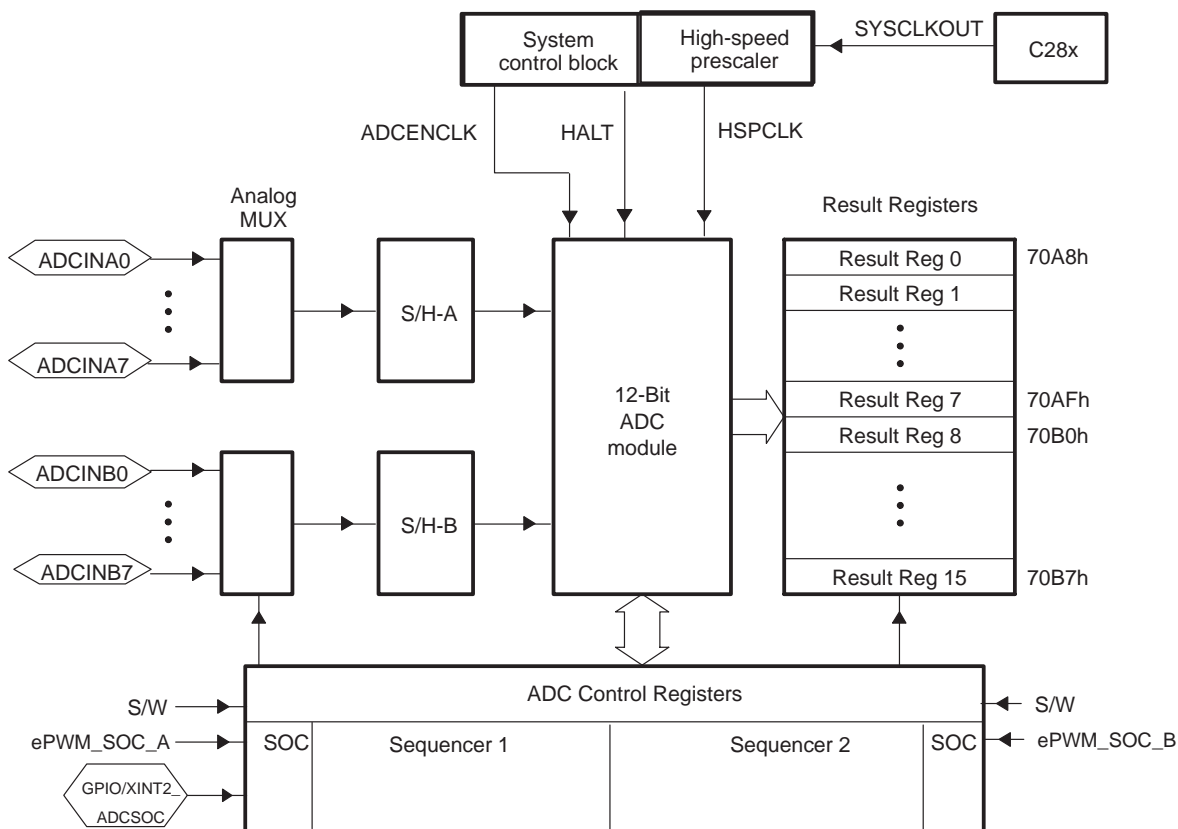 System
control block
High-speed
prescaler
SYSCLKOUT
C28x
ADCENCLK
HALT
HSPCLK
Analog
MUX
Result Registers
ADCINA0
ADCINA7
S/H-A
12-Bit
ADC
module
Result Reg 0
70A8h
Result Reg 1
Result Reg 7
70AFh
Result Reg 8
70B0h
ADCINB0
ADCINB7
S/H-B
Result Reg 15
70B7h
ADC Control Registers
S/W
S/W
ePWM_SOC_A
SOC
Sequencer 1
Sequencer 2
SOC
ePWM_SOC_B
GPIO/XINT2_
ADCSOC